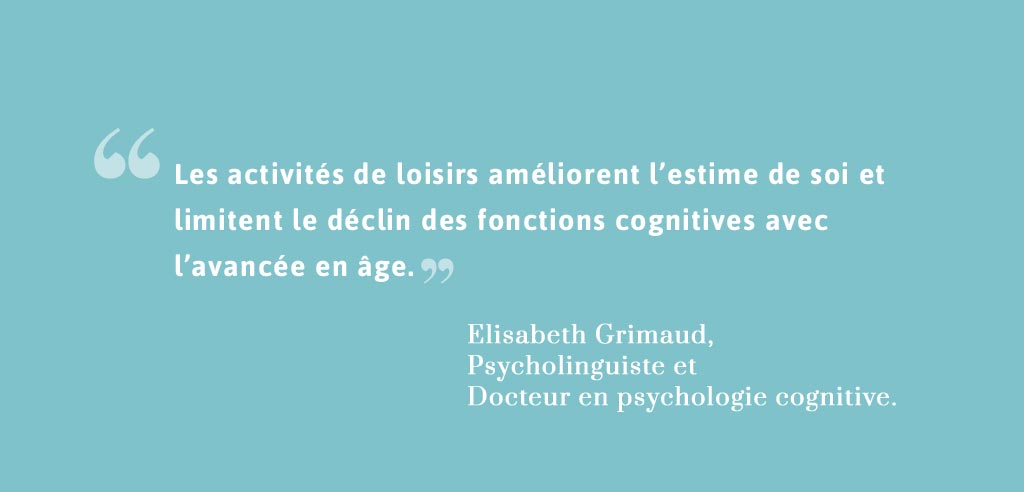 “Les activités de loisirs améliorent l’estime de soi et
limitent le déclin des fonctions cognitives avec
l’avancée en âge.”
Elisabeth Grimaud,
Psycholinguiste et
Docteur en psychologie cognitive.